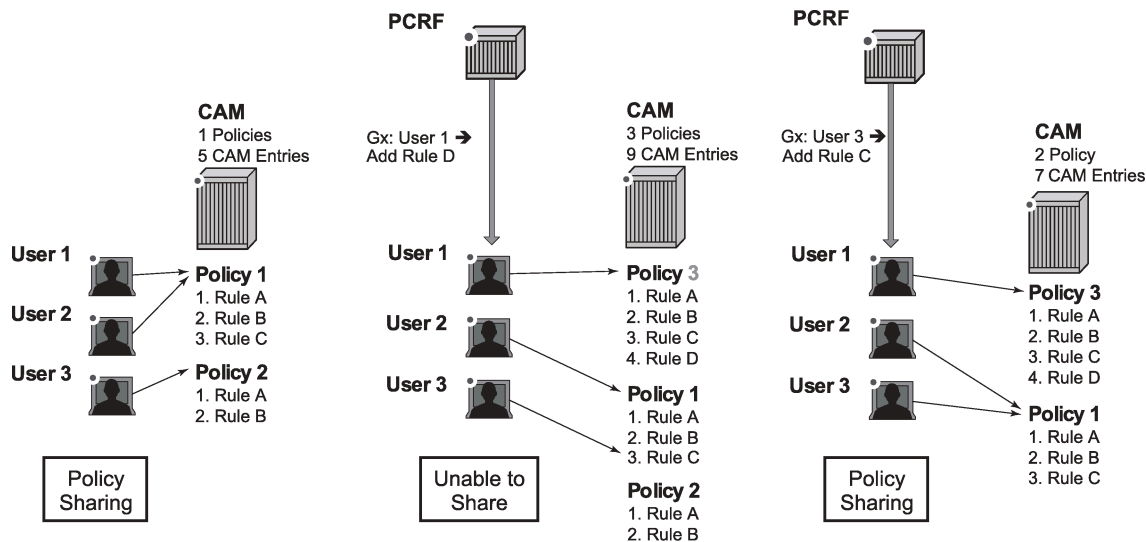 CAM
1 Policies
5 CAM Entries
User 1
User 2
User 3
Policy 1
1. Rule A
2. Rule B
3. Rule C
Policy 2
1. Rule A
2. Rule B
Policy
Sharing
PCRF
Gx: User 1 ➔
Add Rule D
CAM
3 Policies
9 CAM Entries
User 1
User 2
User 3
Policy 3
1. Rule A
2. Rule B
3. Rule C
4. Rule D
Policy 1
1. Rule A
2. Rule B
3. Rule C
Policy 2
1. Rule A
2. Rule B
Unable to
Share
PCRF
Gx: User 3 ➔
Add Rule C
CAM
2 Policy
7 CAM Entries
User 1
User 2
User 3
Policy 3
1. Rule A
2. Rule B
3. Rule C
4. Rule D
Policy 1
1. Rule A
2. Rule B
3. Rule C
Policy
Sharing